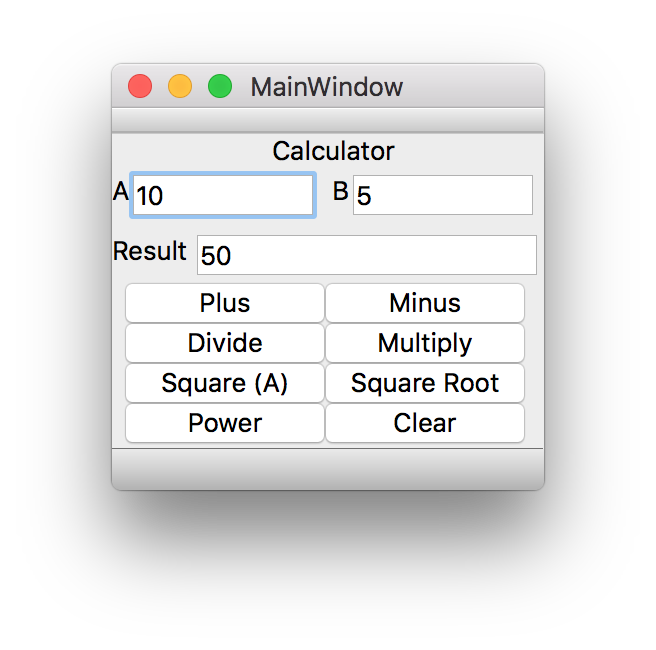 MainWindow
Calculator
A 10 B 5
Result 50
Plus Minus
Divide Multiply
Square (A) Square Root
Power Clear